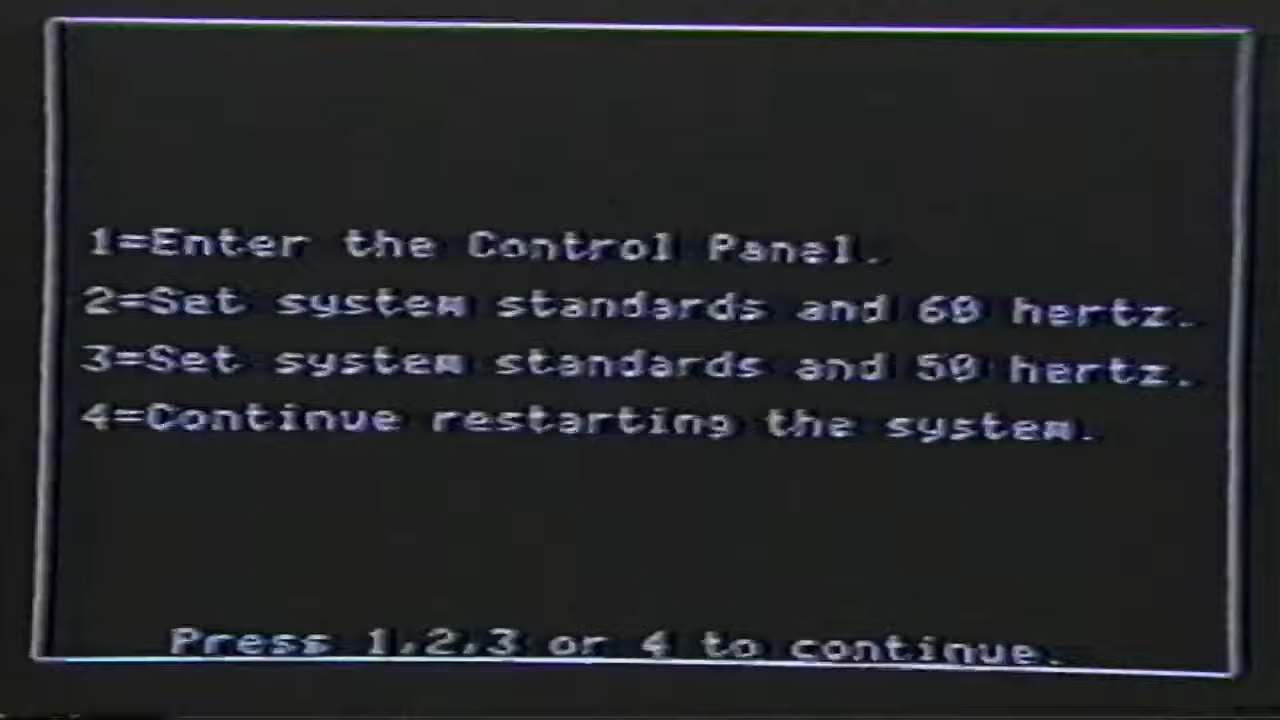 1=Enter the Control Panel.
2=Set system standards and 60 hertz.
3=Set system standards and 50 hertz.
4=Continue restarting the system.
Press 1,2,3 or 4 to continue.